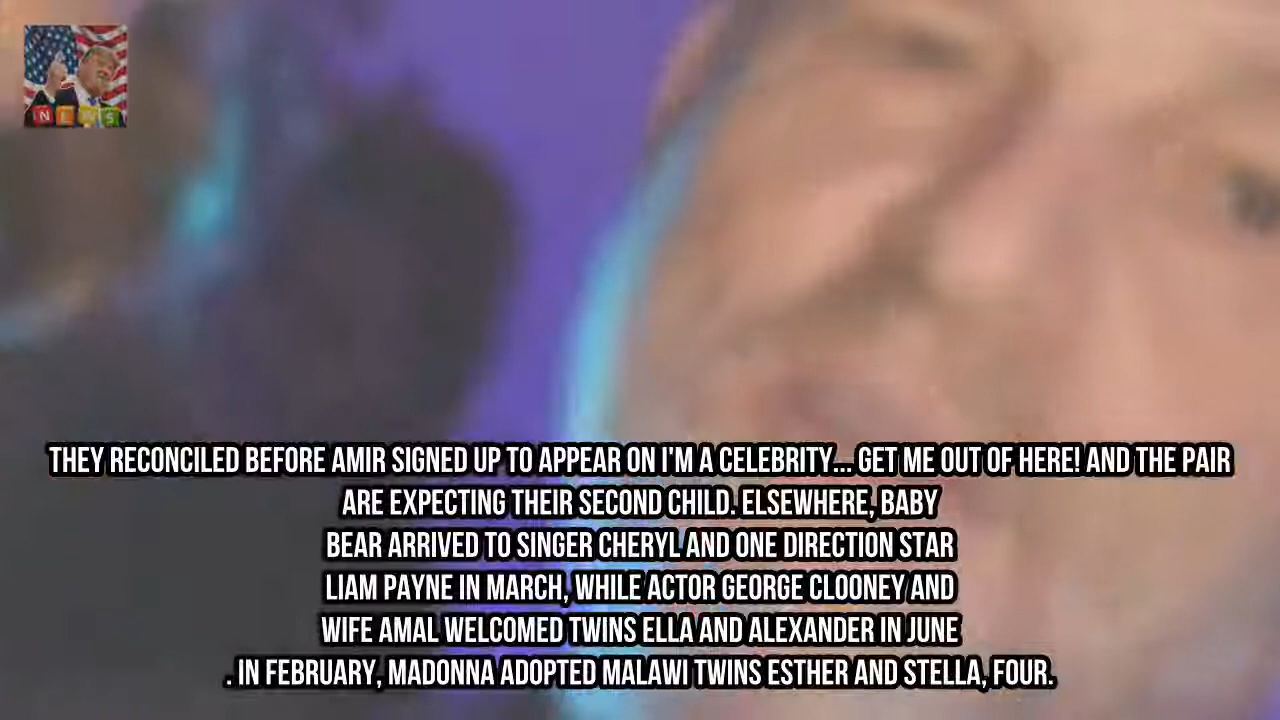 NEWS
THEY RECONCILED BEFORE AMIR SIGNED UP TO APPEAR ON I'M A CELEBRITY... GET ME OUT OF HERE! AND THE PAIR
ARE EXPECTING THEIR SECOND CHILD. ELSEWHERE, BABY
BEAR ARRIVED TO SINGER CHERYL AND ONE DIRECTION STAR
LIAM PAYNE IN MARCH, WHILE ACTOR GEORGE CLOONEY AND
WIFE AMAL WELCOMED TWINS ELLA AND ALEXANDER IN JUNE
. IN FEBRUARY, MADONNA ADOPTED MALAWI TWINS ESTHER AND STELLA, FOUR.